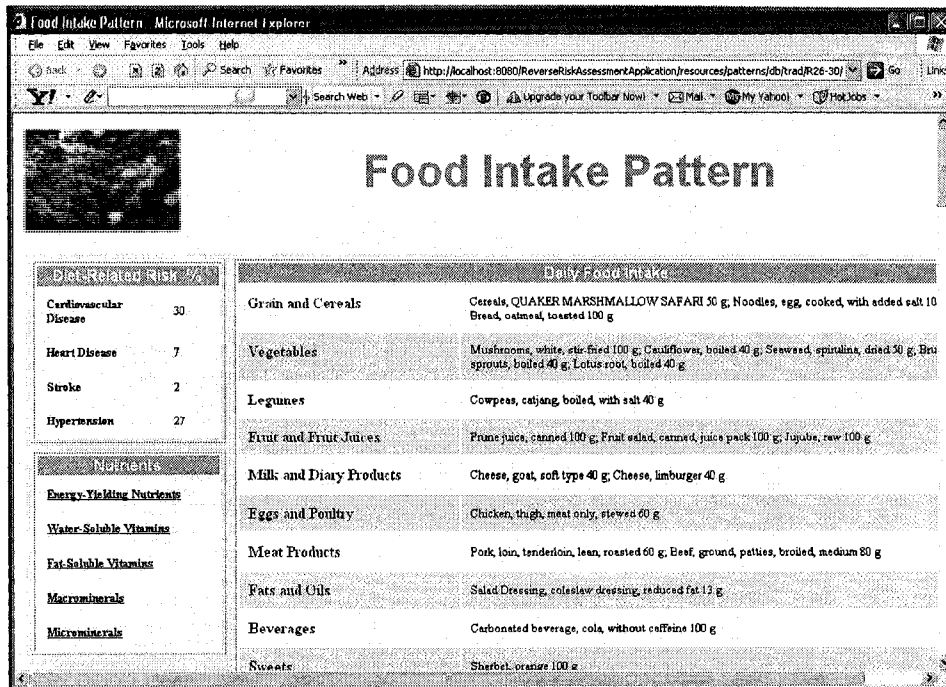 Food Intake Pattern - Microsoft Internet Explorer
File Edit View Favorites Tools Help
Back Search Favorites » Address http://localhost:8080/ReverseRiskAssessmentApplication/resources/patterns/db/trad/R26-30/ Go Links
Y! Search Web Upgrade your Toolbar Now! Mail My Yahoo! HotJobs »
Food Intake Pattern
Diet-Related Risk %
Cardiovascular Disease 30
Heart Disease 7
Stroke 2
Hypertension 27
Nutrients
Energy-Yielding Nutrients
Water-Soluble Vitamins
Fat-Soluble Vitamins
Macrominerals
Microminerals
Daily Food Intake
Grain and Cereals Cereals, QUAKER MARSHMALLOW SAFARI 50 g; Noodles, egg, cooked, with added salt 10
Bread, oatmeal, toasted 100 g
Vegetables Mushrooms, white, stir-fried 100 g; Cauliflower, boiled 40 g; Seaweed, spirulina, dried 50 g; Bru
sprouts, boiled 40 g; Lotus root, boiled 40 g
Legumes Cowpeas, catjang, boiled, with salt 40 g
Fruit and Fruit Juices Prune juice, canned 100 g; Fruit salad, canned, juice pack 100 g; Jujube, raw 100 g
Milk and Diary Products Cheese, goat, soft type 40 g; Cheese, limburger 40 g
Eggs and Poultry Chicken, thigh, meat only, stewed 60 g
Meat Products Pork, loin, tenderloin, lean, roasted 60 g; Beef, ground, patties, broiled, medium 80 g
Fats and Oils Salad Dressing, coleslaw dressing, reduced fat 13 g
Beverages Carbonated beverage, cola, without caffeine 100 g
Sweets Sherbet, orange 100 g